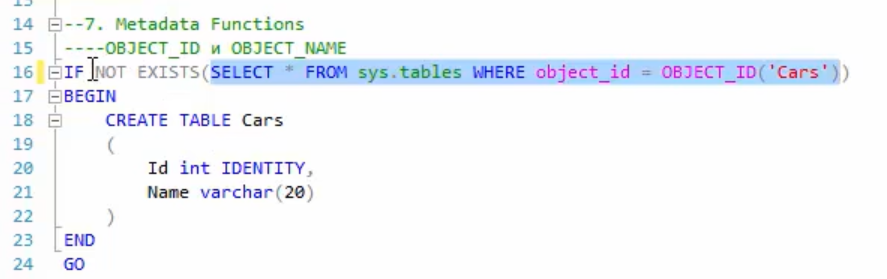 14 --7. Metadata Functions
15 ----OBJECT_ID и OBJECT_NAME
16 IF NOT EXISTS(SELECT * FROM sys.tables WHERE object_id = OBJECT_ID('Cars'))
17 BEGIN
18 CREATE TABLE Cars
19 (
20 Id int IDENTITY,
21 Name varchar(20)
22 )
23 END
24 GO